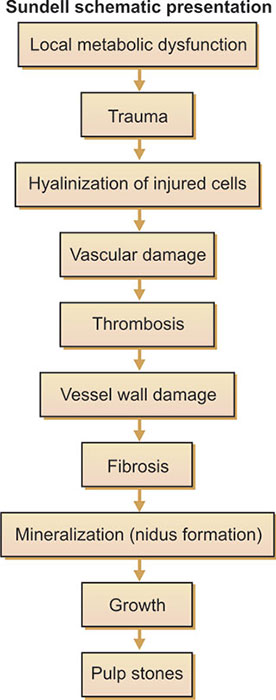 Sundell schematic presentation
Local metabolic dysfunction
Trauma
Hyalinization of injured cells
Vascular damage
Thrombosis
Vessel wall damage
Fibrosis
Mineralization (nidus formation)
Growth
Pulp stones